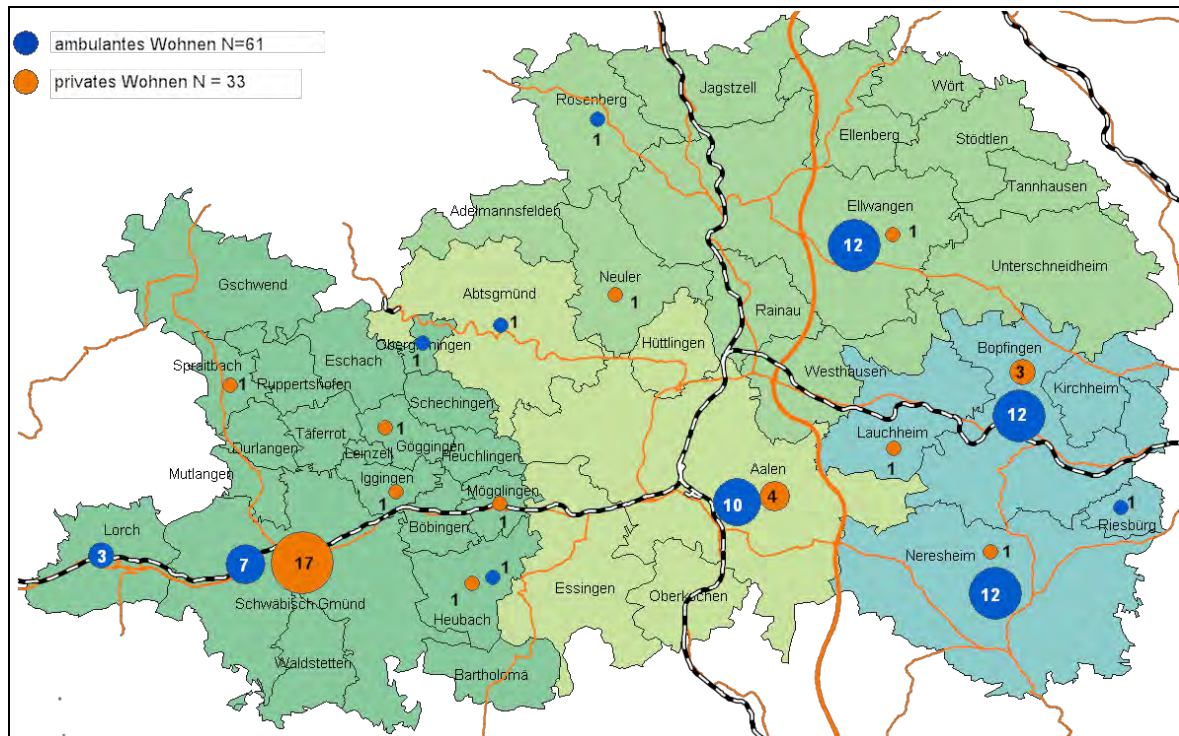 ambulantes Wohnen N=61
privates Wohnen N = 33
Rosenberg
1
Jagstzell
Wört
Ellenberg
Stödtlen
Tannhausen
Adelmannsfelden
Ellwangen
12
1
Unterschneidheim
Gschwend
Abtsgmünd
1
Neuler
1
Rainau
Obergröningen
1
Hüttlingen
Bopfingen
3
Eschach
Spraitbach
1
Ruppertshofen
Westhausen
Kirchheim
Schechingen
12
Täferrot
1
Göggingen
Durlangen
Leinzell
Heuchlingen
Lauchheim
1
Mutlangen
Iggingen
1
Mögglingen
1
Aalen
10
4
1
Riesbürg
Lorch
3
Böbingen
7
17
Neresheim
1
12
Schwäbisch Gmünd
1
1
Heubach
Essingen
Oberkochen
Waldstetten
Bartholomä